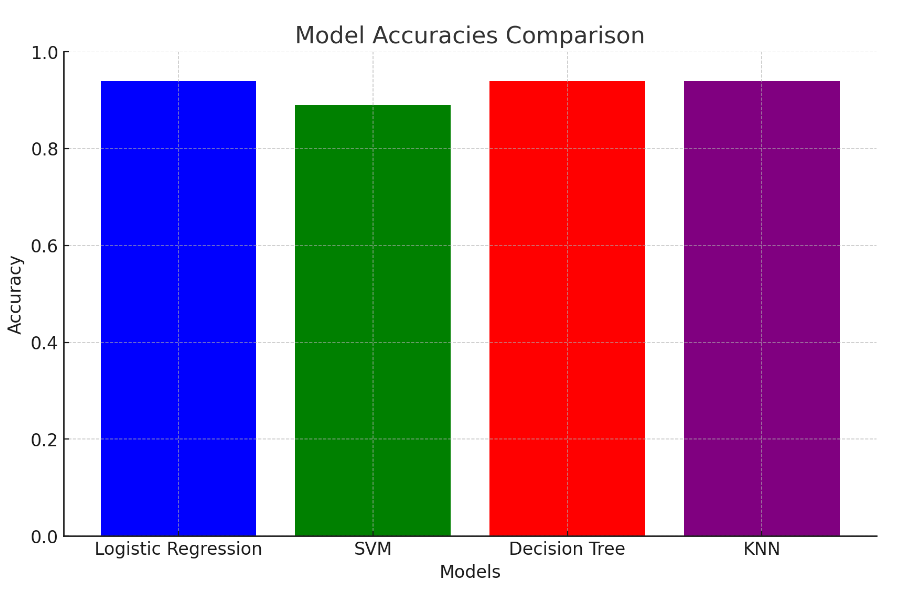 Model Accuracies Comparison
1.0
0.8
0.6
0.4
0.2
0.0
Accuracy
Logistic Regression
SVM
Decision Tree
KNN
Models